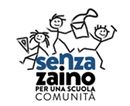 senza
zaino
PER UNA SCUOLA
COMUNITÀ